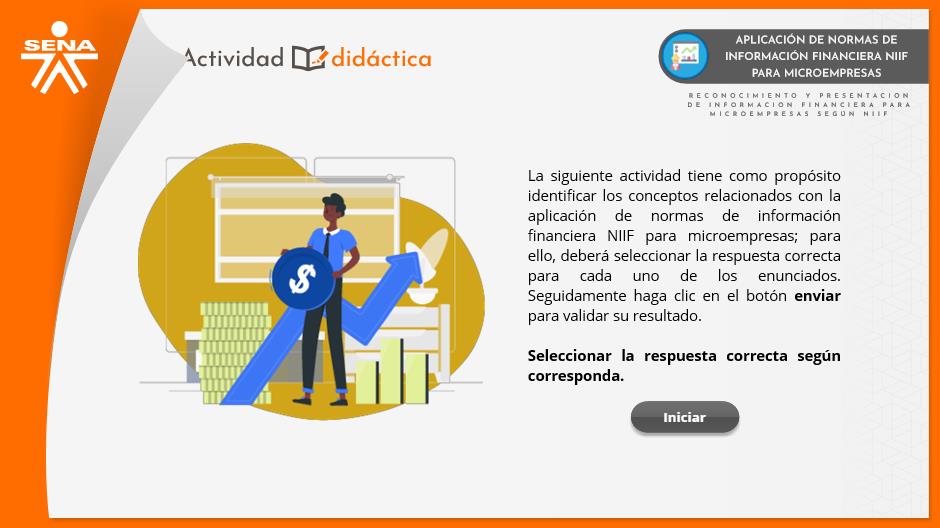 SENA
Actividad didáctica
APLICACIÓN DE NORMAS DE
INFORMACIÓN FINANCIERA NIIF
PARA MICROEMPRESAS
RECONOCIMIENTO Y PRESENTACION
DE INFORMACION FINANCIERA PARA
MICROEMPRESAS SEGÚN NIIF
$
La siguiente actividad tiene como propósito
identificar los conceptos relacionados con la
aplicación de normas de información
financiera NIIF para microempresas; para
ello, deberá seleccionar la respuesta correcta
para cada uno de los enunciados.
Seguidamente haga clic en el botón enviar
para validar su resultado.
Seleccionar la respuesta correcta según
corresponda.
Iniciar